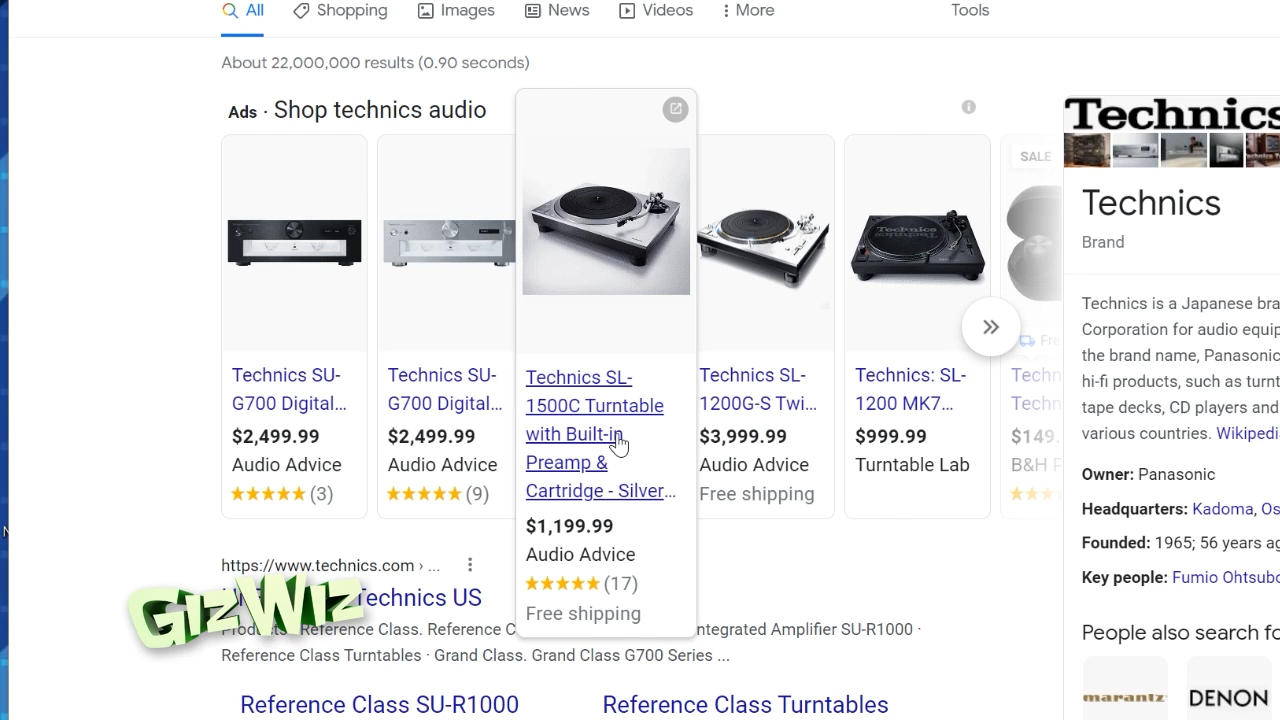 All
Shopping
Images
News
Videos
More
Tools
About 22,000,000 results (0.90 seconds)
Ads · Shop technics audio
Technics SU-
G700 Digital...
$2,499.99
Audio Advice
(3)
Technics SU-
G700 Digital...
$2,499.99
Audio Advice
(9)
Technics SL-
1500C Turntable
with Built-in
Preamp &
Cartridge - Silver...
$1,199.99
Audio Advice
(17)
Free shipping
Technics SL-
1200G-S Twi...
$3,999.99
Audio Advice
Free shipping
Technics
Technics: SL-
1200 MK7...
$999.99
Turntable Lab
SALE
Fre
Techn
Techn
$149.
B&H P
https://www.technics.com › ...
Technics US
GizWiz
Products · Reference Class. Reference C
ntegrated Amplifier SU-R1000 ·
Reference Class Turntables · Grand Class. Grand Class G700 Series ...
Reference Class SU-R1000
Reference Class Turntables
Technics
Technics
Brand
Technics is a Japanese bra
Corporation for audio equip
the brand name, Panasonic
hi-fi products, such as turnt
tape decks, CD players and
various countries. Wikipedi
Owner: Panasonic
Headquarters: Kadoma, Os
Founded: 1965; 56 years ag
Key people: Fumio Ohtsubo
People also search fo
marantz
DENON